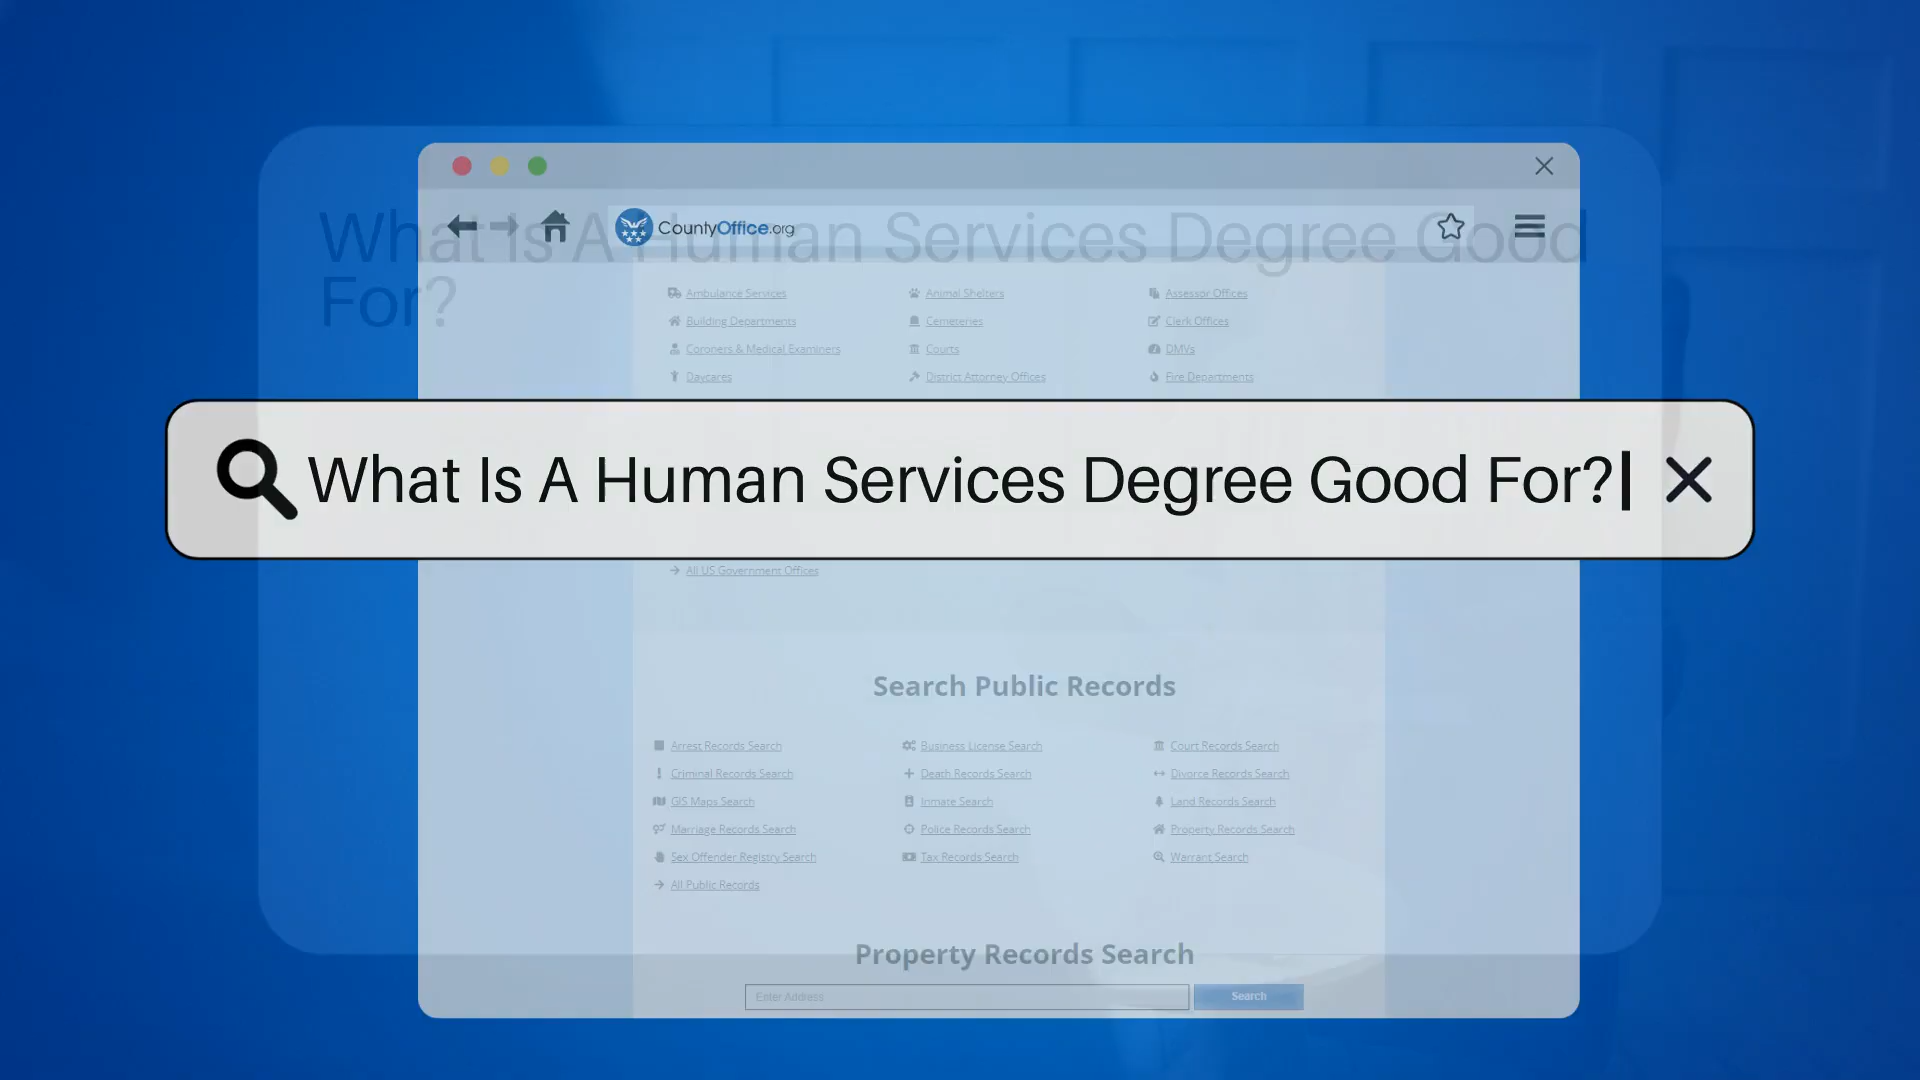 CountyOffice.org
What Is A Human Services Degree Good
For?
Ambulance Services Animal Shelters Assessor Offices
Building Departments Cemeteries Clerk Offices
Coroners & Medical Examiners Courts DMVs
Daycares District Attorney Offices Fire Departments
What Is A Human Services Degree Good For?
All US Government Offices
Search Public Records
Arrest Records Search Business License Search Court Records Search
Criminal Records Search Death Records Search Divorce Records Search
GIS Maps Search Inmate Search Land Records Search
Marriage Records Search Police Records Search Property Records Search
Sex Offender Registry Search Tax Records Search Warrant Search
All Public Records
Property Records Search
Enter Address Search